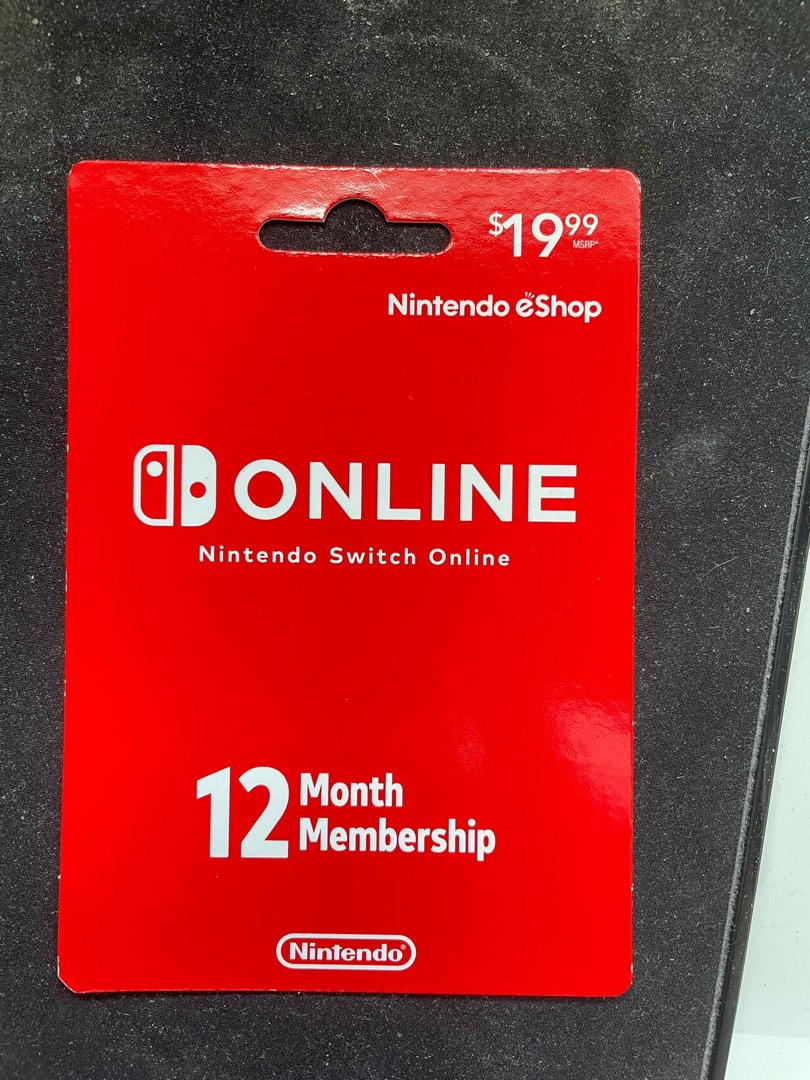 $19.99
MSRP*
Nintendo eShop
ONLINE
Nintendo Switch Online
12 Month
Membership
Nintendo®